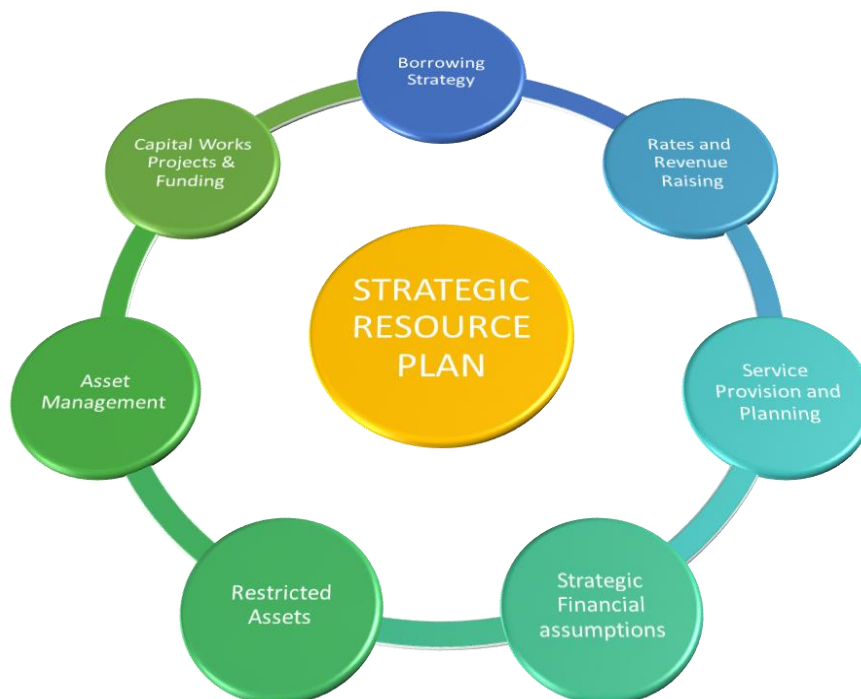 Borrowing
Strategy
Rates and
Revenue
Raising
Service
Provision and
Planning
Strategic
Financial
assumptions
Restricted
Assets
Asset
Management
Capital Works
Projects &
Funding
STRATEGIC
RESOURCE
PLAN